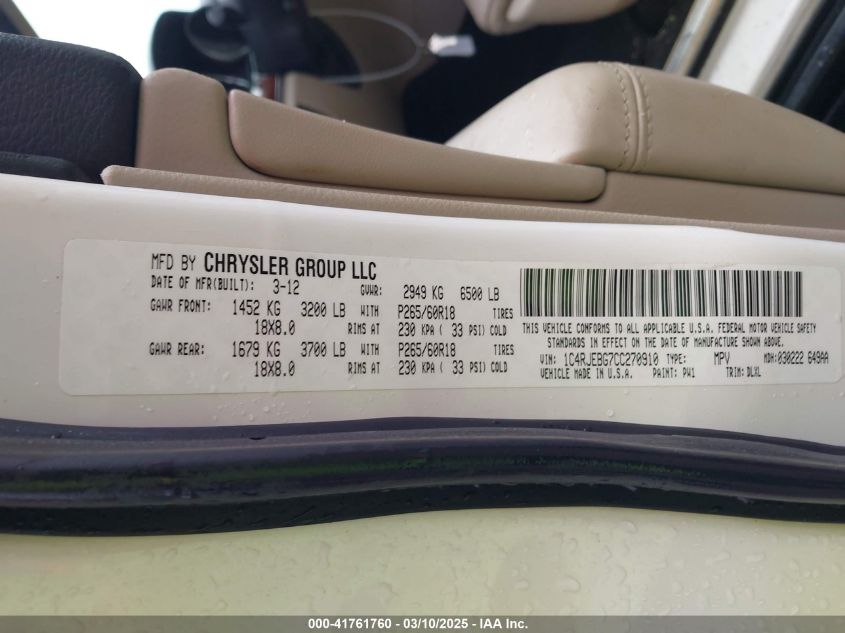 MFD BY CHRYSLER GROUP LLC
DATE OF MFR(BUILT): 3-12 GVWR: 2949 KG 6500 LB
GAWR FRONT: 1452 KG 3200 LB WITH P265/60R18 TIRES
18X8.0 RIMS AT 230 KPA ( 33 PSI) COLD
GAWR REAR: 1679 KG 3700 LB WITH P265/60R18 TIRES
18X8.0 RIMS AT 230 KPA ( 33 PSI) COLD
THIS VEHICLE CONFORMS TO ALL APPLICABLE U.S.A. FEDERAL MOTOR VEHICLE SAFETY
STANDARDS IN EFFECT ON THE DATE OF MANUFACTURE SHOWN ABOVE.
VIN: 1C4RJEBG7CC270910 TYPE: MPV MDH:030222 649AA
VEHICLE MADE IN U.S.A. PAINT: PW1 TRIM:DLXL
000-41761760 - 03/10/2025 - IAA Inc.